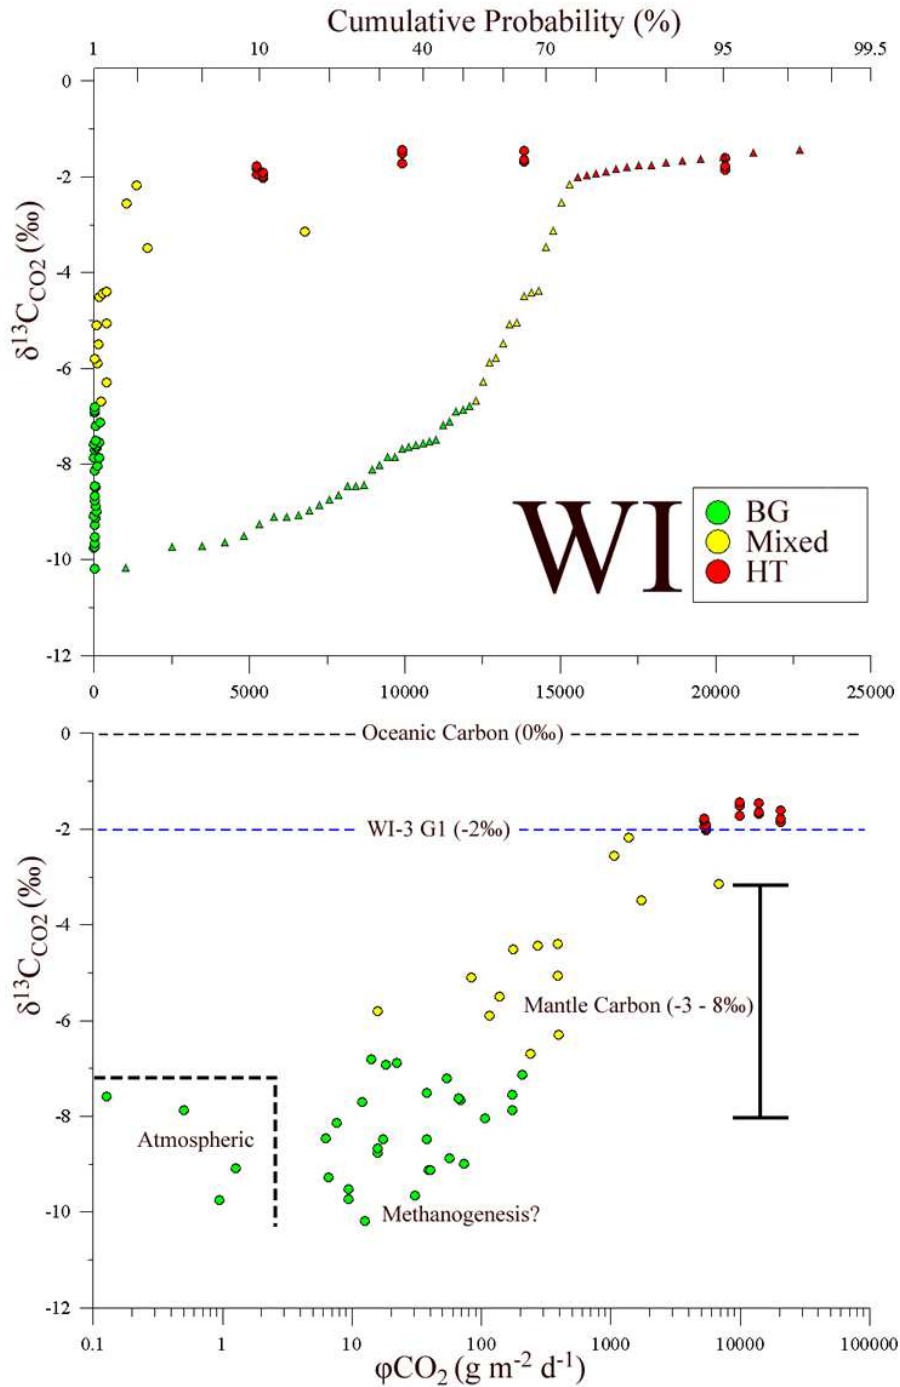 Cumulative Probability (%)
1 10 40 70 95 99.5
0
-2
-4
-6
-8
-10
-12
δ¹³C_CO2 (‰)
WI
BG
Mixed
HT
0 5000 10000 15000 20000 25000
0
-2
-4
-6
-8
-10
-12
δ¹³C_CO2 (‰)
Oceanic Carbon (0‰)
WI-3 G1 (-2‰)
Mantle Carbon (-3 - 8‰)
Atmospheric
Methanogenesis?
0.1 1 10 100 1000 10000 100000
φCO₂ (g m⁻² d⁻¹)